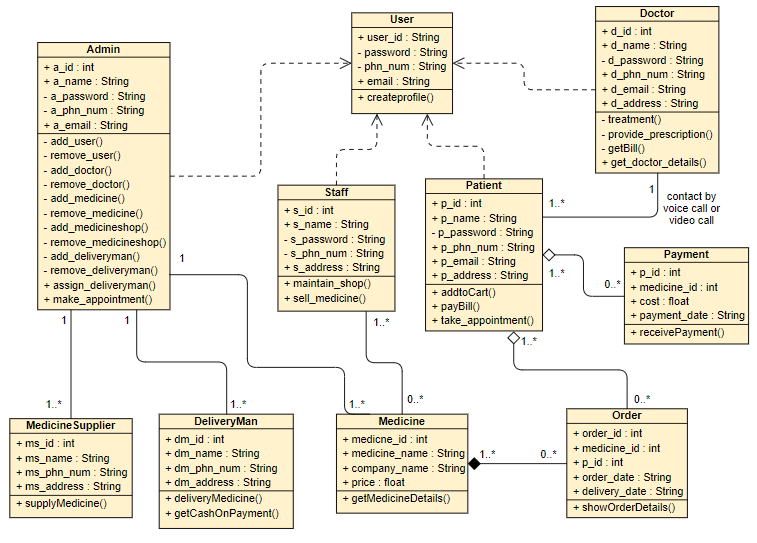 User
+ user_id : String
- password : String
- phn_num : String
+ email : String
+ createprofile()
Doctor
+ d_id : int
+ d_name : String
- d_password : String
+ d_phn_num : String
+ d_email : String
+ d_address : String
- treatment()
- provide_prescription()
- getBill()
+ get_doctor_details()
Admin
+ a_id : int
+ a_name : String
- a_password : String
- a_phn_num : String
+ a_email : String
- add_user()
- remove_user()
- add_doctor()
- remove_doctor()
- add_medicine()
- remove_medicine()
- add_medicineshop()
- remove_medicineshop()
- add_deliveryman()
- remove_deliveryman()
+ assign_deliveryman()
+ make_appointment()
Staff
+ s_id : int
+ s_name : String
- s_password : String
- s_phn_num : String
+ s_address : String
+ maintain_shop()
+ sell_medicine()
Patient
+ p_id : int
+ p_name : String
- p_password : String
+ p_phn_num : String
+ p_email : String
+ p_address : String
+ addtoCart()
+ payBill()
+ take_appointment()
1
1..*
contact by
voice call or
video call
Payment
+ p_id : int
+ medicine_id : int
+ cost : float
+ payment_date : String
+ receivePayment()
1..*
0..*
1
1
1
1..*
1..*
1..*
1..*
1..*
0..*
0..*
MedicineSupplier
+ ms_id : int
+ ms_name : String
+ ms_phn_num : String
+ ms_address : String
+ supplyMedicine()
DeliveryMan
+ dm_id : int
+ dm_name : String
+ dm_phn_num : String
+ dm_address : String
+ deliveryMedicine()
+ getCashOnPayment()
Medicine
+ medicne_id : int
+ medicine_name : String
+ company_name : String
+ price : float
+ getMedicineDetails()
1..*
0..*
Order
+ order_id : int
+ medicine_id : int
+ p_id : int
+ order_date : String
+ delivery_date : String
+ showOrderDetails()